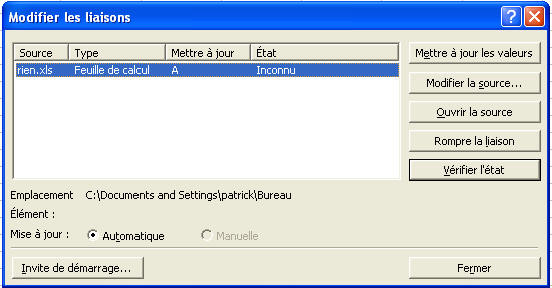 Modifier les liaisons
Source Type Mettre à jour État
rien.xls Feuille de calcul A Inconnu
Mettre à jour les valeurs
Modifier la source...
Ouvrir la source
Rompre la liaison
Vérifier l'état
Emplacement C:\Documents and Settings\patrick\Bureau
Élément :
Mise à jour : Automatique Manuelle
Invite de démarrage... Fermer